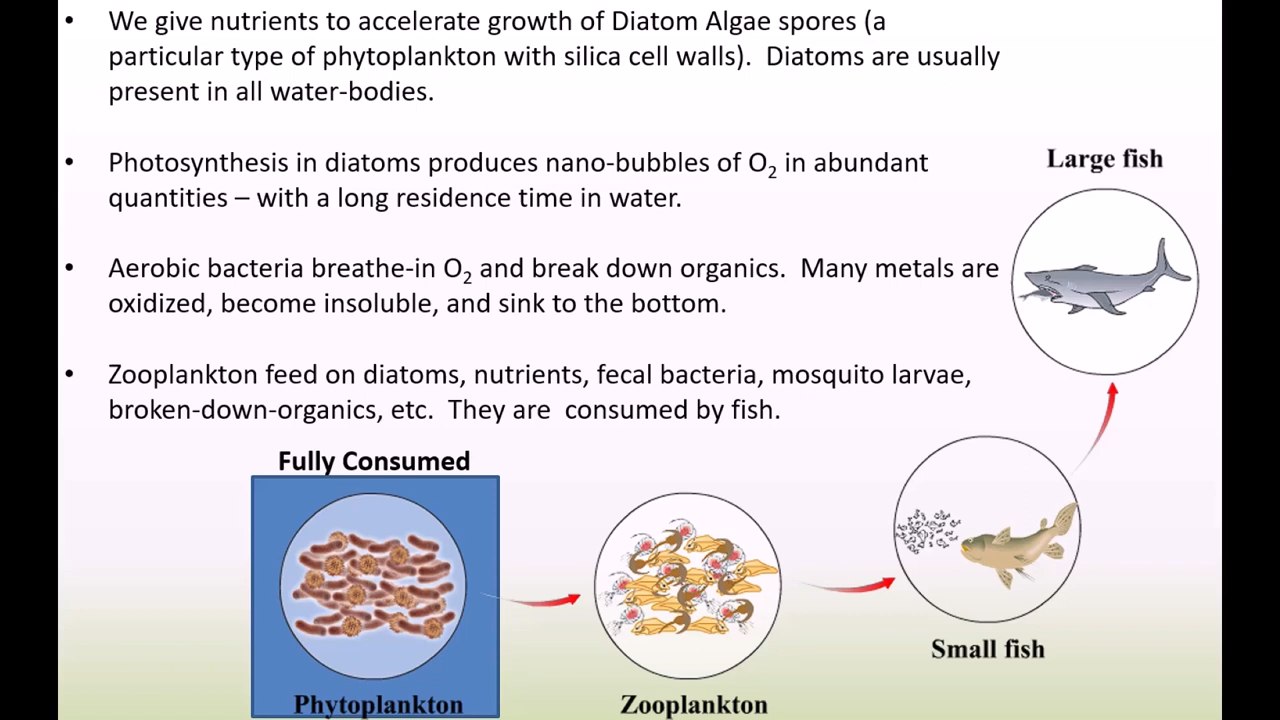 • We give nutrients to accelerate growth of Diatom Algae spores (a
particular type of phytoplankton with silica cell walls).  Diatoms are usually
present in all water-bodies.
• Photosynthesis in diatoms produces nano-bubbles of O₂ in abundant
quantities – with a long residence time in water.
• Aerobic bacteria breathe-in O₂ and break down organics.  Many metals are
oxidized, become insoluble, and sink to the bottom.
• Zooplankton feed on diatoms, nutrients, fecal bacteria, mosquito larvae,
broken-down-organics, etc.  They are  consumed by fish.
Large fish
Fully Consumed
Small fish
Phytoplankton
Zooplankton